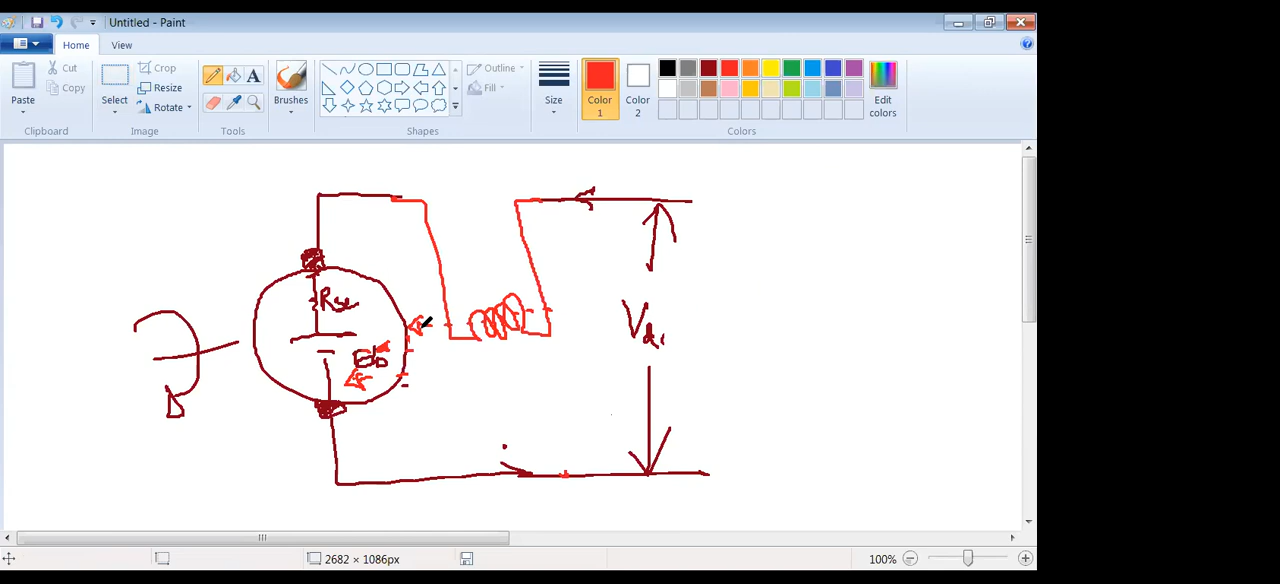 Untitled - Paint
Home View
Cut
Copy
Paste
Clipboard
Select
Crop
Resize
Rotate
Image
A
Tools
Brushes
Outline
Fill
Shapes
Size
Color 1
Color 2
Edit colors
Colors
Eb
2682 × 1086px
100%